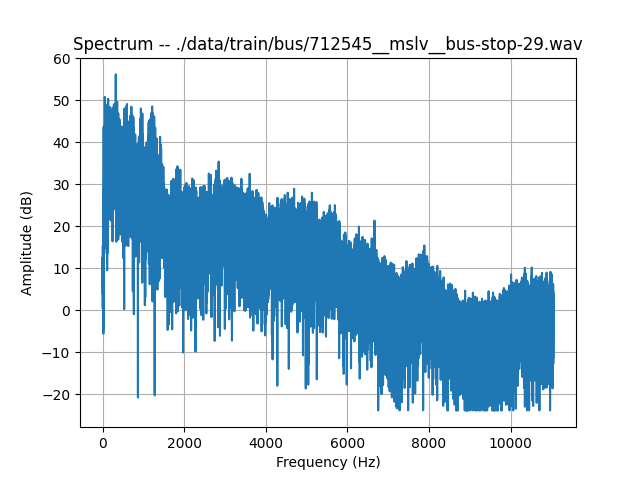 Spectrum -- ./data/train/bus/712545__mslv__bus-stop-29.wav
60
50
40
30
20
10
0
−10
−20
Amplitude (dB)
0 2000 4000 6000 8000 10000
Frequency (Hz)